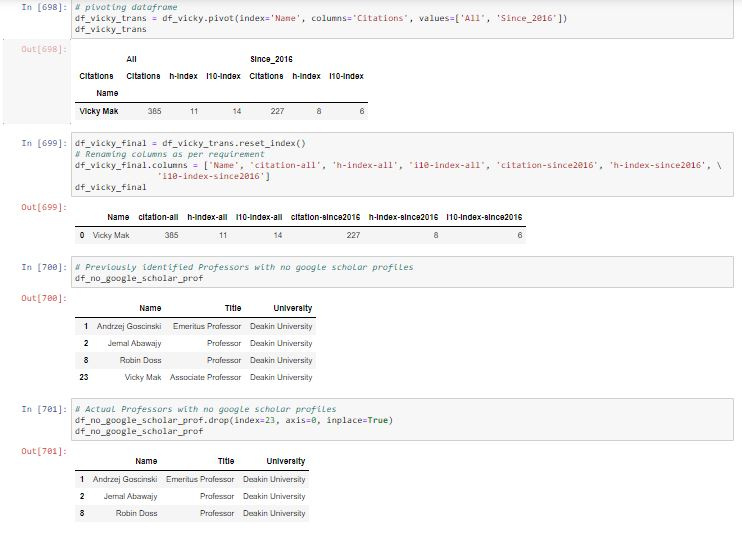 In [698]: # pivoting dataframe
df_vicky_trans = df_vicky.pivot(index='Name', columns='Citations', values=['All', 'Since_2016'])
df_vicky_trans
Out[698]:
All Since_2016
Citations Citations h-index i10-index Citations h-index i10-index
Name
Vicky Mak 385 11 14 227 8 6
In [699]: df_vicky_final = df_vicky_trans.reset_index()
# Renaming columns as per requirement
df_vicky_final.columns = ['Name', 'citation-all', 'h-index-all', 'i10-index-all', 'citation-since2016', 'h-index-since2016', \
'i10-index-since2016']
df_vicky_final
Out[699]:
Name citation-all h-index-all i10-index-all citation-since2016 h-index-since2016 i10-index-since2016
0 Vicky Mak 385 11 14 227 8 6
In [700]: # Previously identified Professors with no google scholar profiles
df_no_google_scholar_prof
Out[700]:
Name Title University
1 Andrzej Goscinski Emeritus Professor Deakin University
2 Jemal Abawajy Professor Deakin University
8 Robin Doss Professor Deakin University
23 Vicky Mak Associate Professor Deakin University
In [701]: # Actual Professors with no google scholar profiles
df_no_google_scholar_prof.drop(index=23, axis=0, inplace=True)
df_no_google_scholar_prof
Out[701]:
Name Title University
1 Andrzej Goscinski Emeritus Professor Deakin University
2 Jemal Abawajy Professor Deakin University
8 Robin Doss Professor Deakin University